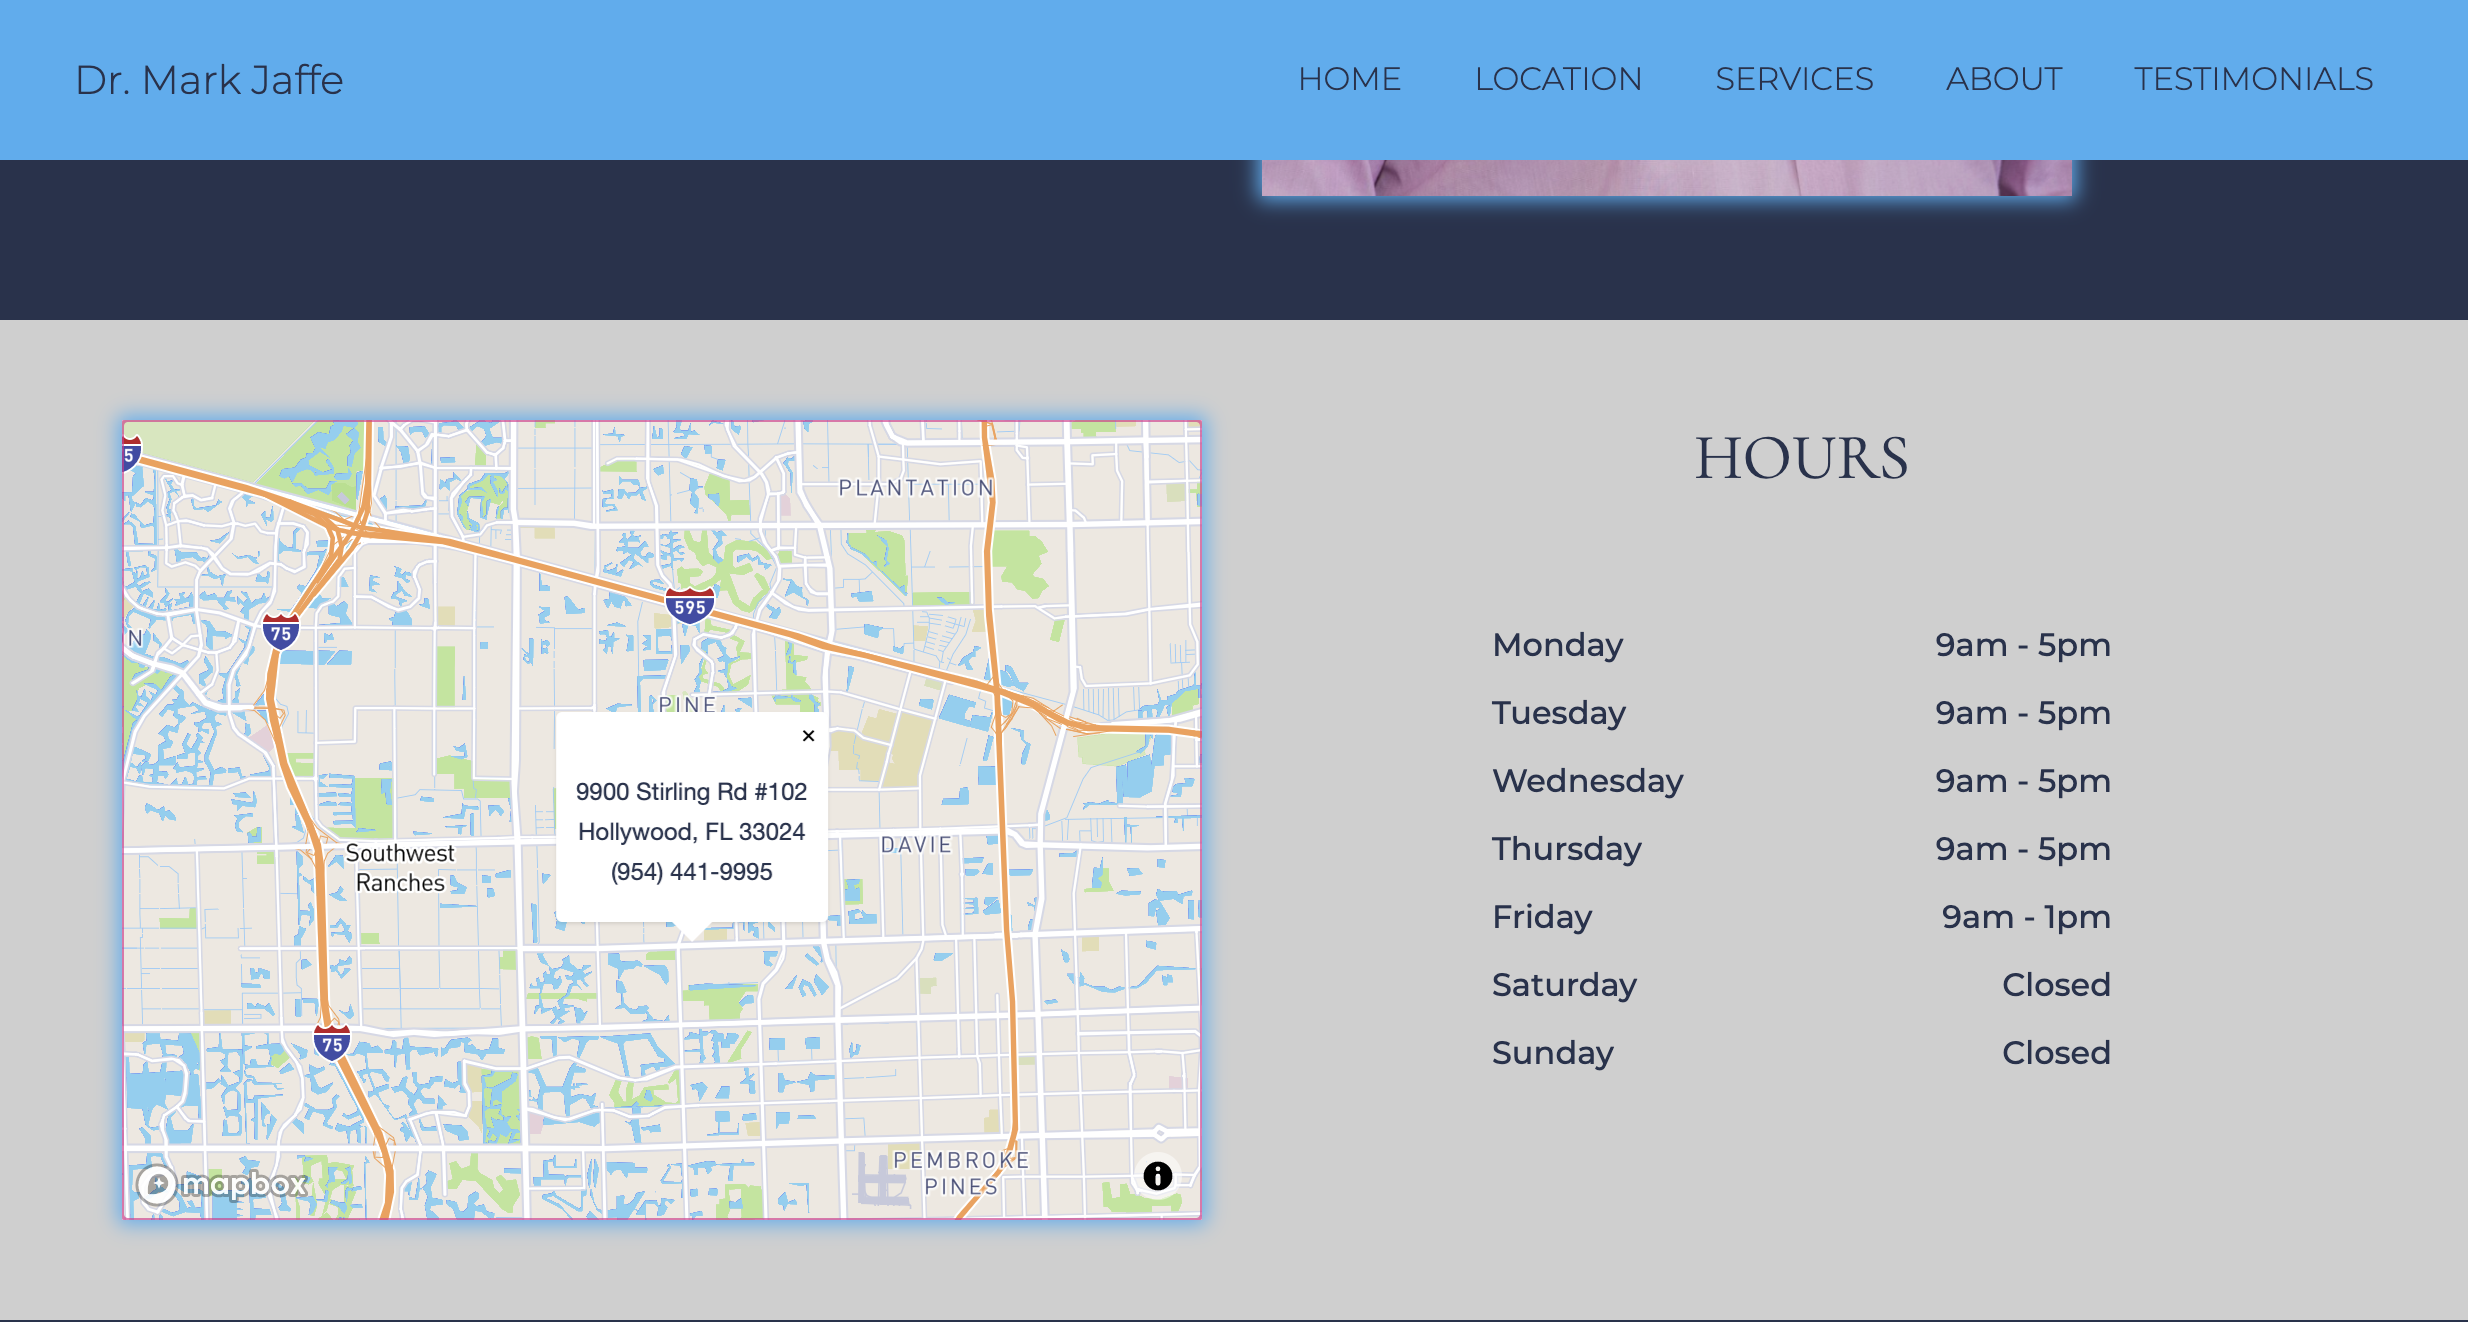 Dr. Mark Jaffe
HOME LOCATION SERVICES ABOUT TESTIMONIALS
5
PLANTATION
595
75
N
PINE
×
9900 Stirling Rd #102
Hollywood, FL 33024
(954) 441-9995
DAVIE
Southwest
Ranches
75
PEMBROKE
PINES
mapbox
HOURS
Monday 9am - 5pm
Tuesday 9am - 5pm
Wednesday 9am - 5pm
Thursday 9am - 5pm
Friday 9am - 1pm
Saturday Closed
Sunday Closed